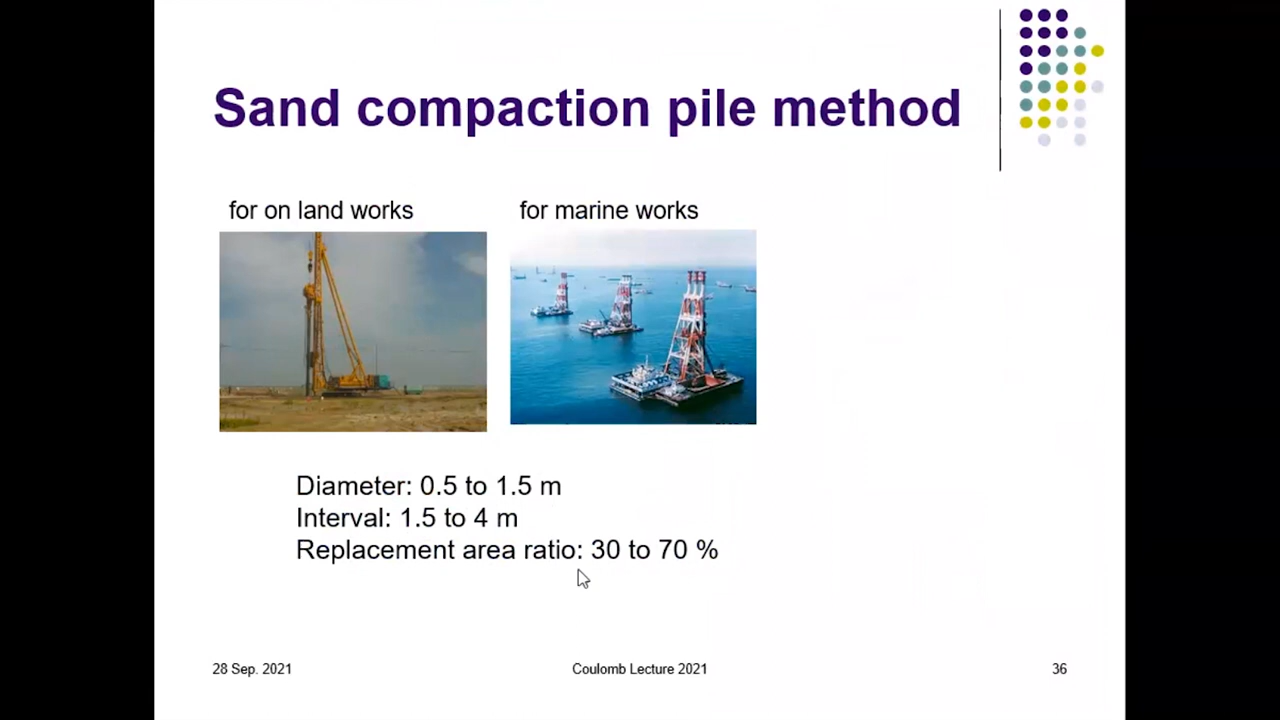 Sand compaction pile method
for on land works
for marine works
Diameter: 0.5 to 1.5 m
Interval: 1.5 to 4 m
Replacement area ratio: 30 to 70 %
28 Sep. 2021
Coulomb Lecture 2021
36